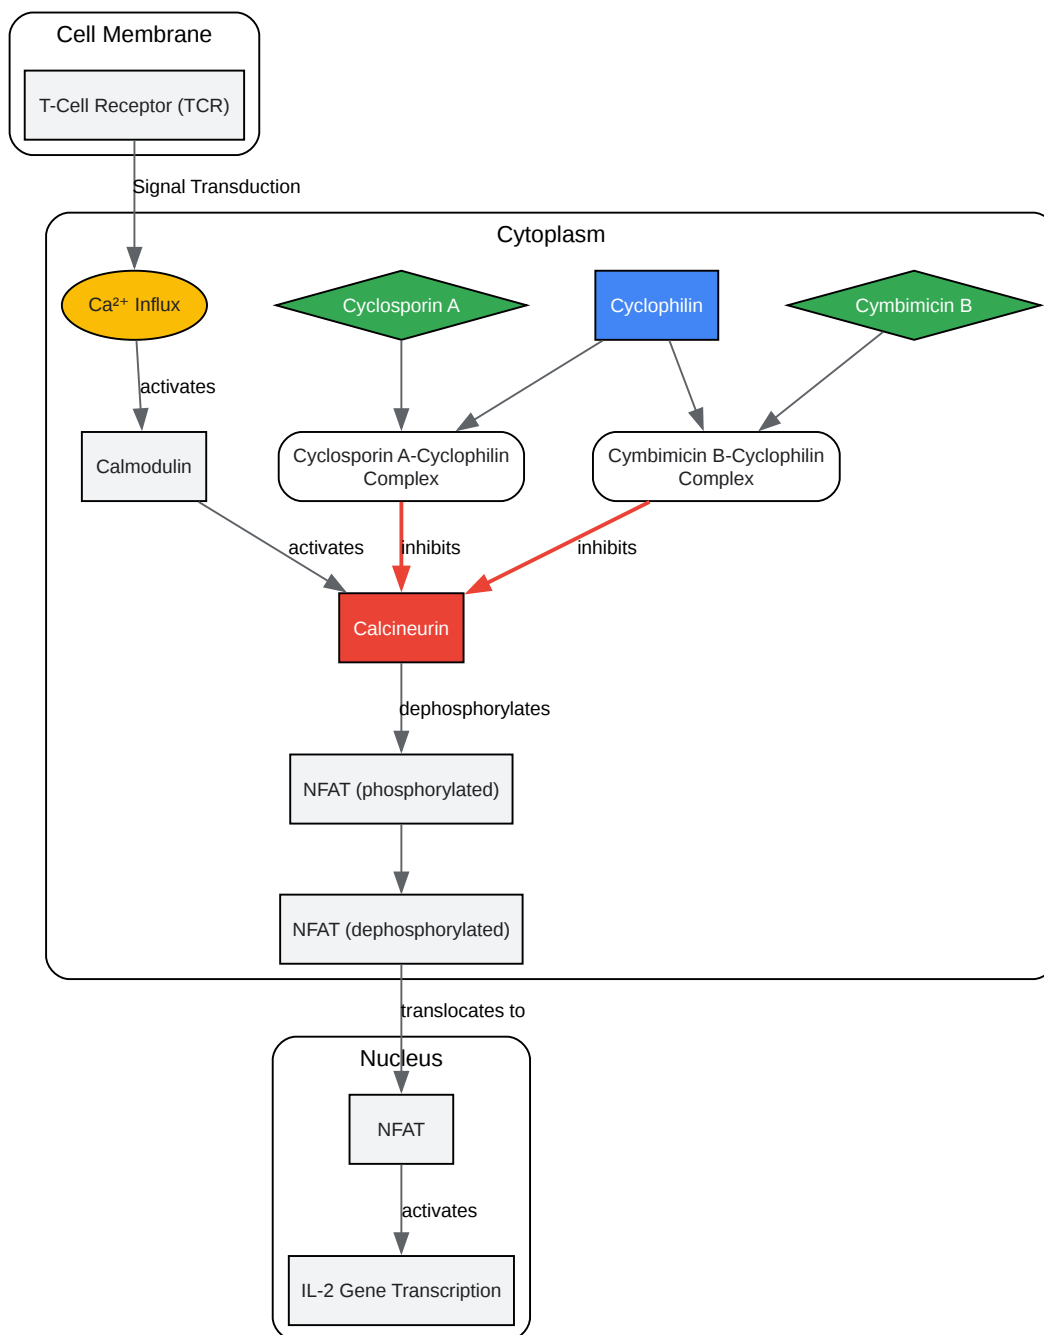 Cell Membrane
T-Cell Receptor (TCR)
Signal Transduction
Cytoplasm
Ca²⁺ Influx
Cyclosporin A
Cyclophilin
Cymbimicin B
activates
Calmodulin
Cyclosporin A-Cyclophilin
Complex
Cymbimicin B-Cyclophilin
Complex
activates
inhibits
inhibits
Calcineurin
dephosphorylates
NFAT (phosphorylated)
NFAT (dephosphorylated)
translocates to
Nucleus
NFAT
activates
IL-2 Gene Transcription